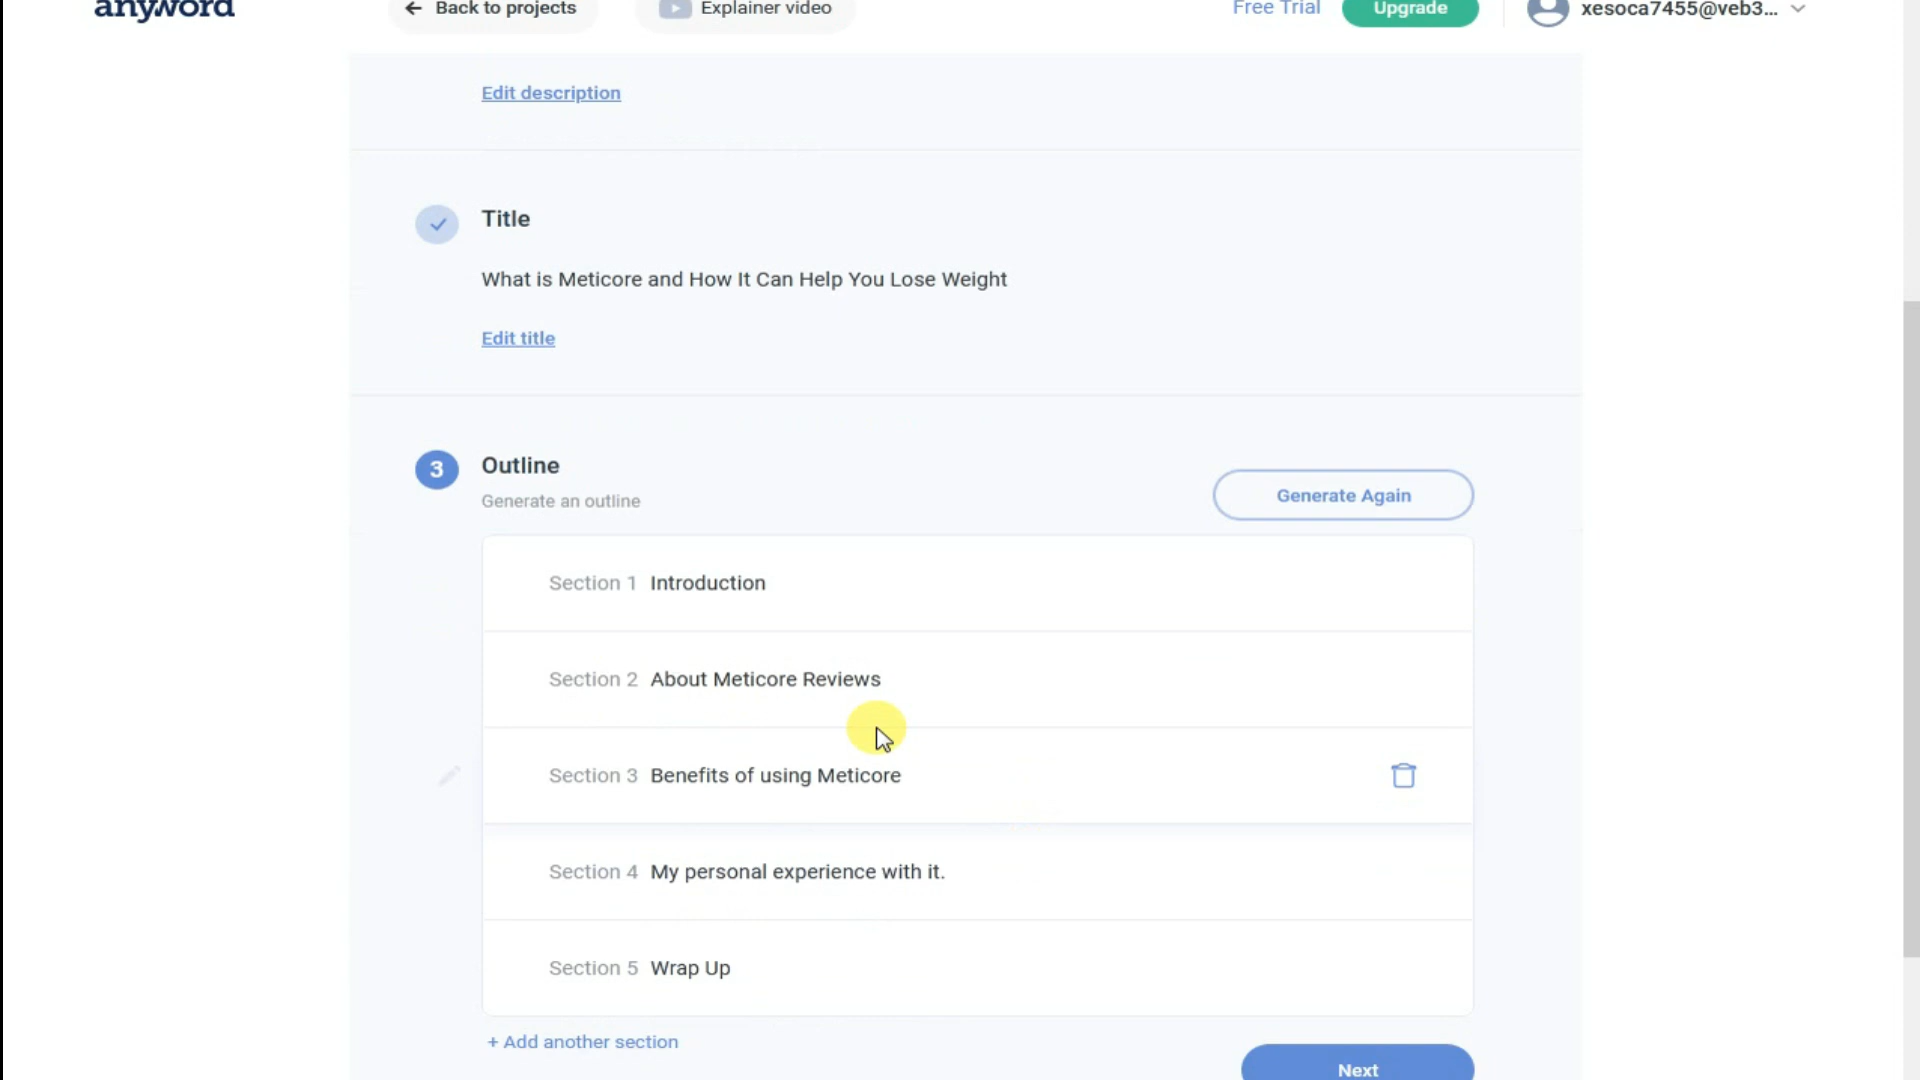 anyword
Back to projects
Explainer video
Free Trial
Upgrade
xesoca7455@veb3...
Edit description
Title
What is Meticore and How It Can Help You Lose Weight
Edit title
3
Outline
Generate an outline
Generate Again
Section 1 Introduction
Section 2 About Meticore Reviews
Section 3 Benefits of using Meticore
Section 4 My personal experience with it.
Section 5 Wrap Up
+ Add another section
Next